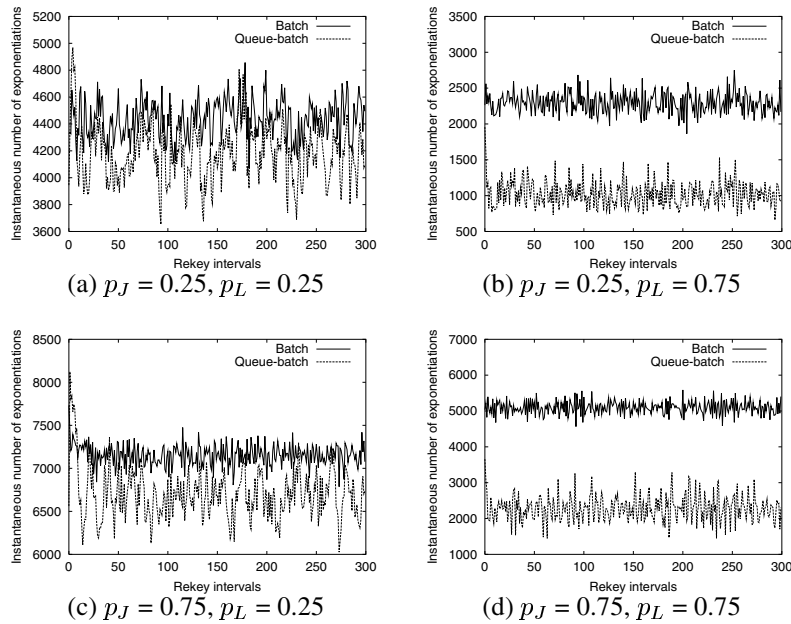 Instantaneous number of exponentiations
5200
5000
4800
4600
4400
4200
4000
3800
3600
Batch
Queue-batch
0 50 100 150 200 250 300
Rekey intervals
(a) p_J = 0.25, p_L = 0.25
Instantaneous number of exponentiations
3500
3000
2500
2000
1500
1000
500
Batch
Queue-batch
0 50 100 150 200 250 300
Rekey intervals
(b) p_J = 0.25, p_L = 0.75
Instantaneous number of exponentiations
8500
8000
7500
7000
6500
6000
Batch
Queue-batch
0 50 100 150 200 250 300
Rekey intervals
(c) p_J = 0.75, p_L = 0.25
Instantaneous number of exponentiations
7000
6000
5000
4000
3000
2000
1000
Batch
Queue-batch
0 50 100 150 200 250 300
Rekey intervals
(d) p_J = 0.75, p_L = 0.75